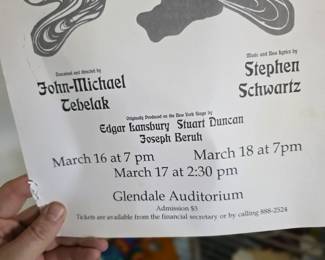 Conceived and directed by
John-Michael
Tebelak
Music and New lyrics by
Stephen
Schwartz
Originally Produced on the New York Stage by
Edgar Lansbury Stuart Duncan
Joseph Beruh
March 16 at 7 pm March 18 at 7pm
March 17 at 2:30 pm
Glendale Auditorium
Admission $5
Tickets are available from the financial secretary or by calling 888-2524